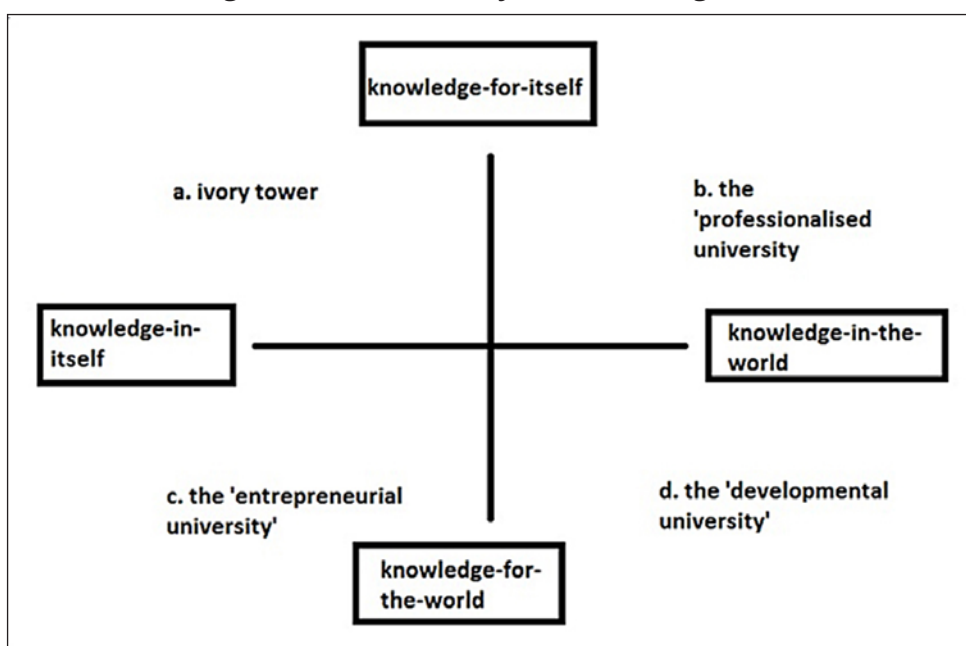 knowledge-for-itself
a. ivory tower
b. the
'professionalised
university
knowledge-in-
itself
knowledge-in-the-
world
c. the 'entrepreneurial
university'
d. the 'developmental
university'
knowledge-for-
the-world